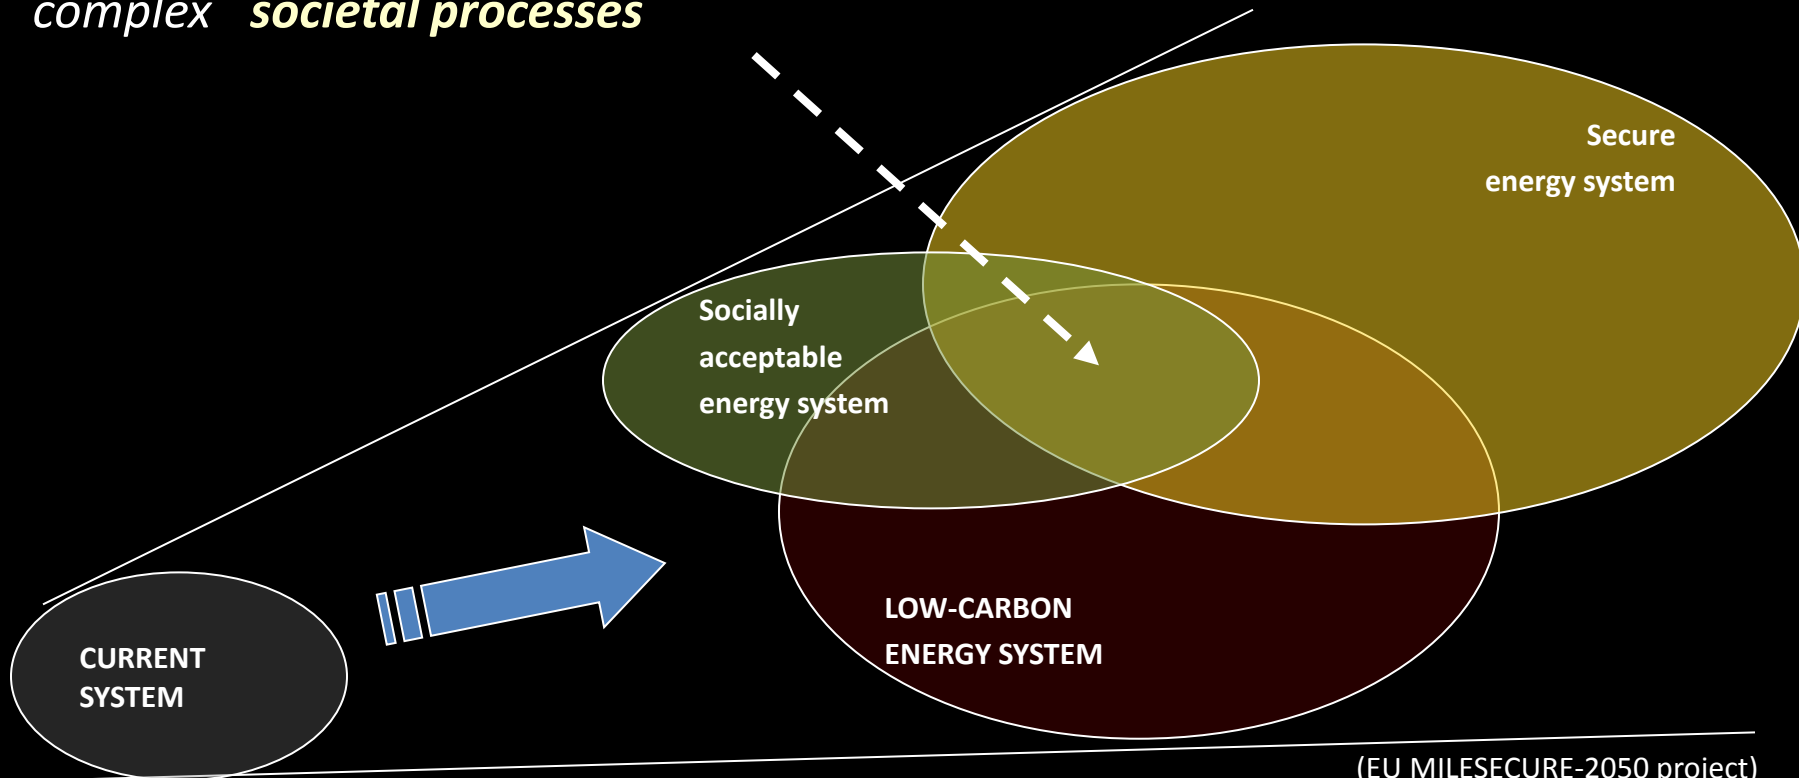 complex societal processes
Secure
energy system
Socially
acceptable
energy system
LOW-CARBON
ENERGY SYSTEM
CURRENT
SYSTEM
(EU MILESECURE-2050 project)